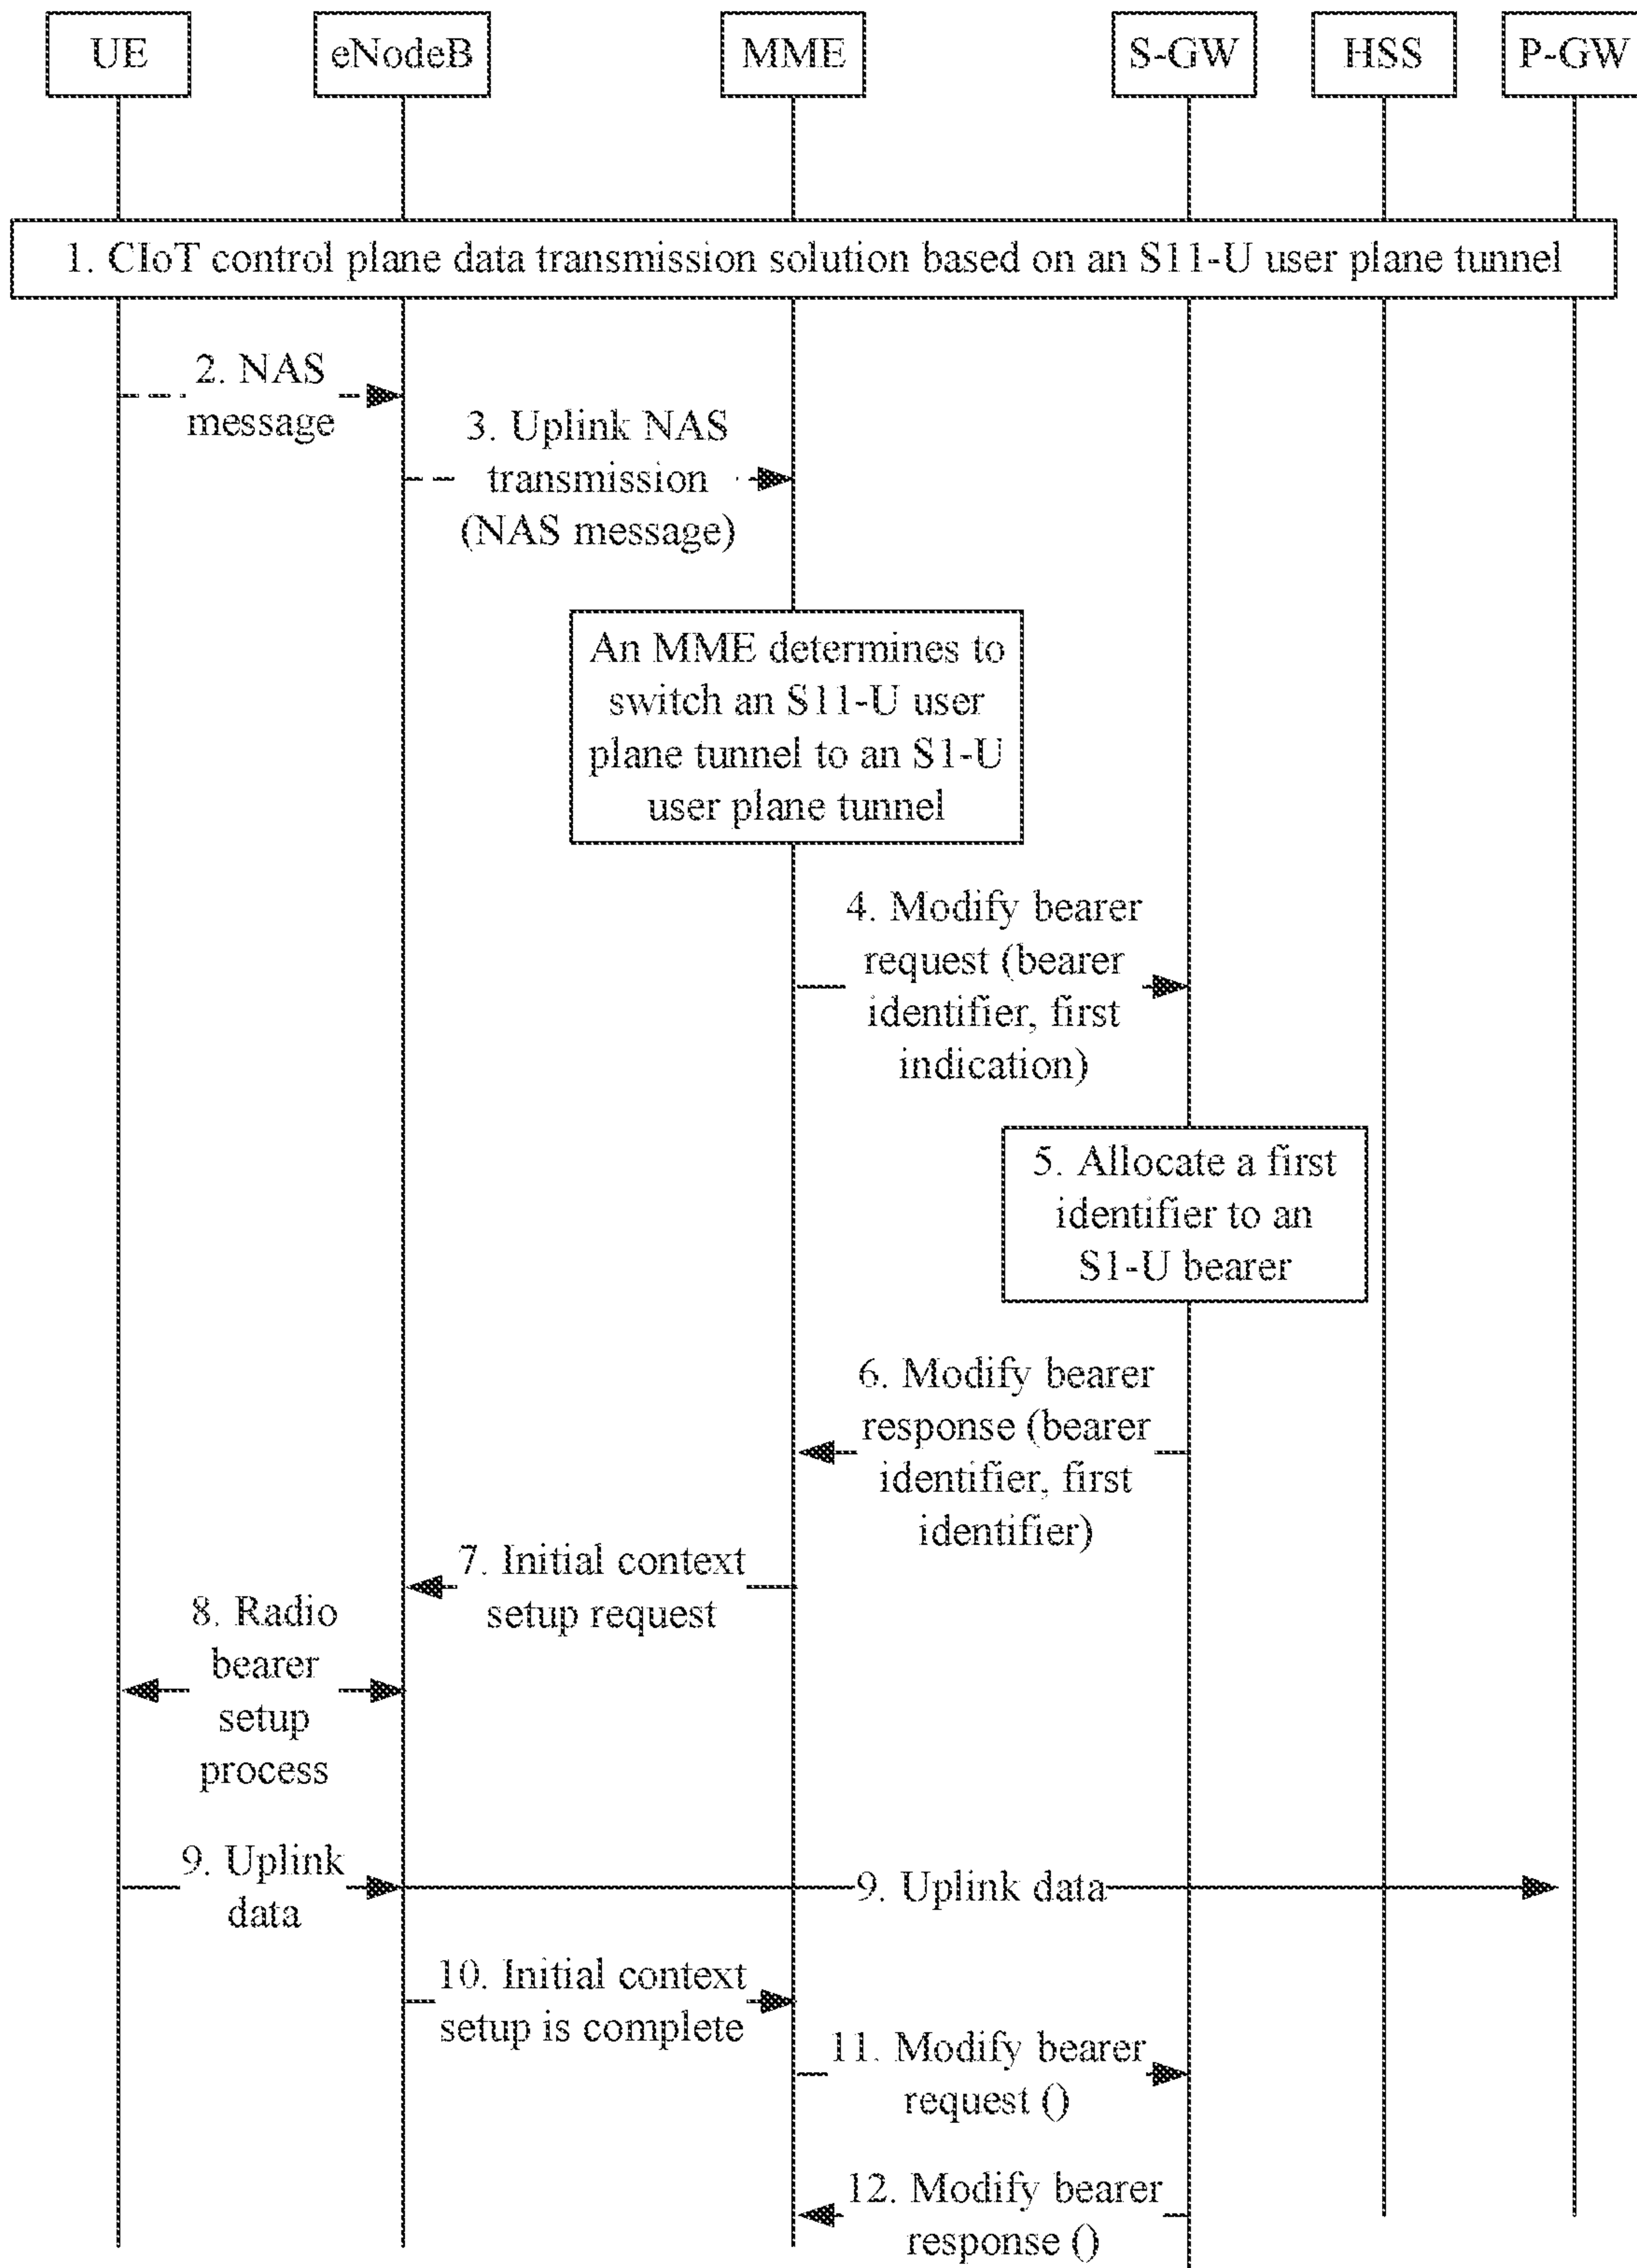 UE
eNodeB
MME
S-GW
HSS
P-GW
1. CIoT control plane data transmission solution based on an S11-U user plane tunnel
2. NAS
message
3. Uplink NAS
transmission
(NAS message)
An MME determines to
switch an S11-U user
plane tunnel to an S1-U
user plane tunnel
4. Modify bearer
request (bearer
identifier, first
indication)
5. Allocate a first
identifier to an
S1-U bearer
6. Modify bearer
response (bearer
identifier, first
identifier)
7. Initial context
setup request
8. Radio
bearer
setup
process
9. Uplink
data
9. Uplink data
10. Initial context
setup is complete
11. Modify bearer
request ()
12. Modify bearer
response ()